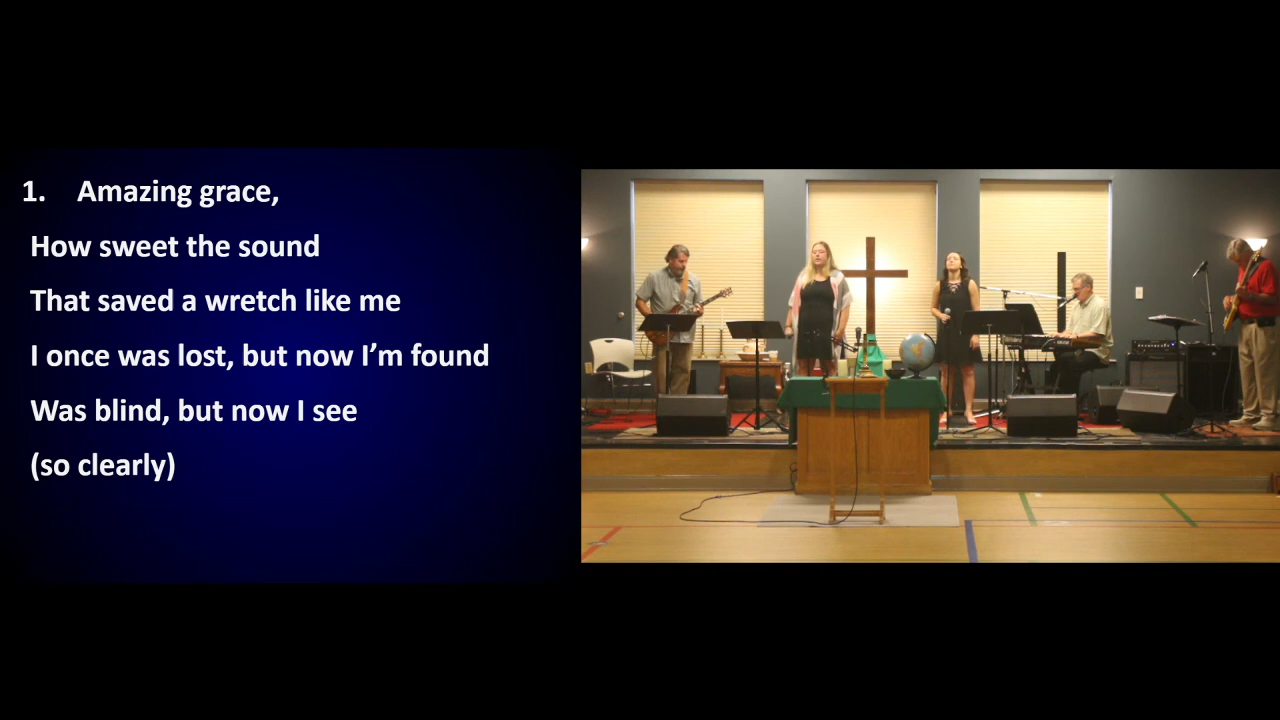 1. Amazing grace,
How sweet the sound
That saved a wretch like me
I once was lost, but now I’m found
Was blind, but now I see
(so clearly)